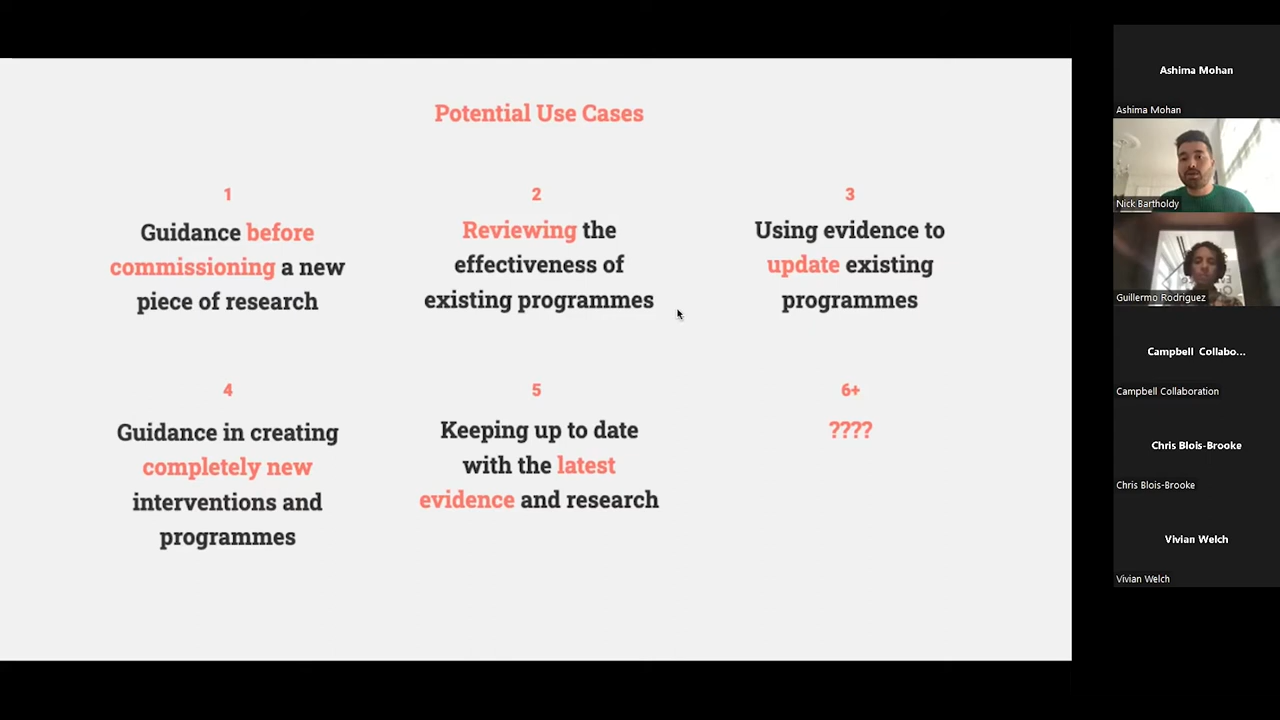 Potential Use Cases
1
Guidance before
commissioning a new
piece of research
2
Reviewing the
effectiveness of
existing programmes
3
Using evidence to
update existing
programmes
4
Guidance in creating
completely new
interventions and
programmes
5
Keeping up to date
with the latest
evidence and research
6+
????
Ashima Mohan
Ashima Mohan
Nick Bartholdy
Guillermo Rodriguez
Campbell Collabo...
Campbell Collaboration
Chris Blois-Brooke
Chris Blois-Brooke
Vivian Welch
Vivian Welch